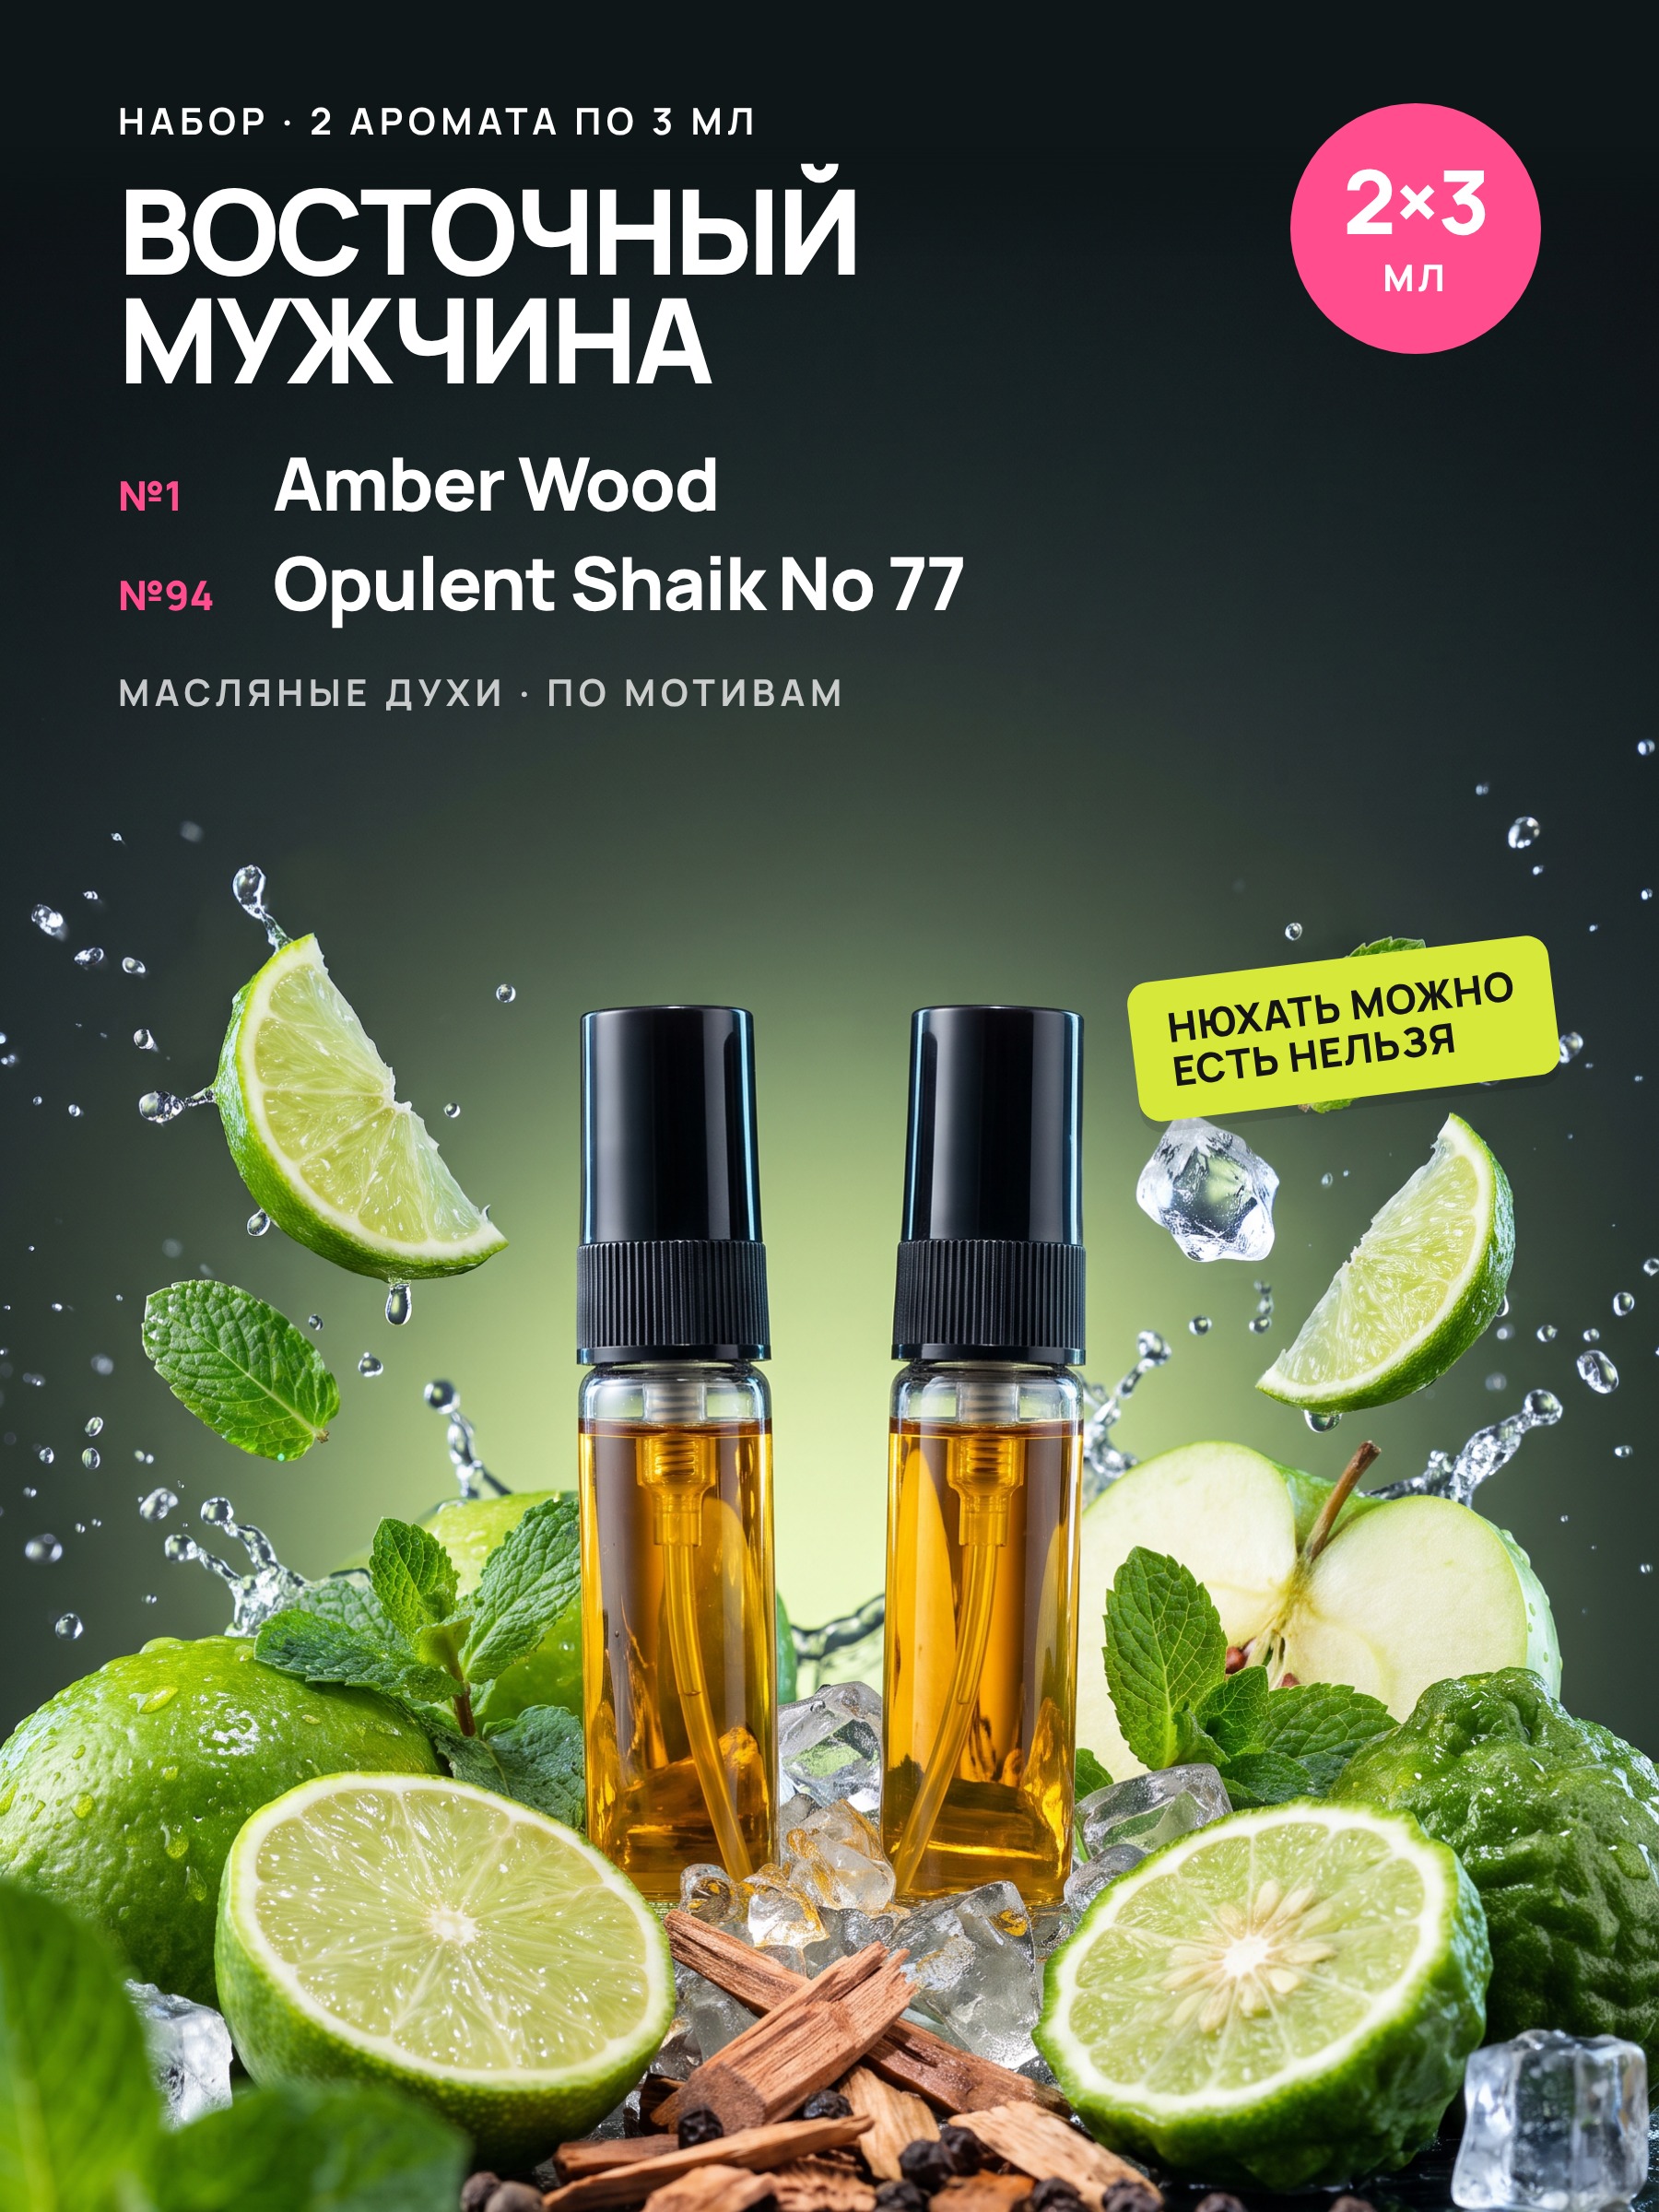 НАБОР · 2 АРОМАТА ПО 3 МЛ
ВОСТОЧНЫЙ
МУЖЧИНА
2×3
МЛ
№1 Amber Wood
№94 Opulent Shaik No 77
МАСЛЯНЫЕ ДУХИ · ПО МОТИВАМ
НЮХАТЬ МОЖНО
ЕСТЬ НЕЛЬЗЯ